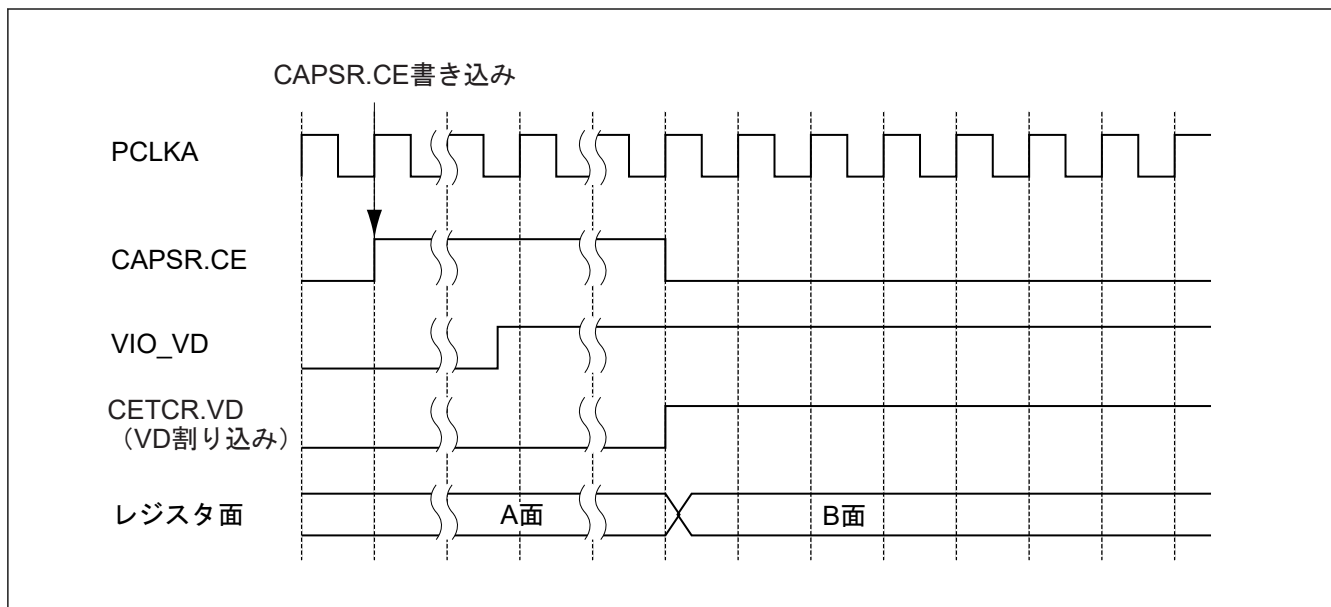 CAPSR.CE書き込み
PCLKA
CAPSR.CE
VIO_VD
CETCR.VD
（VD割り込み）
レジスタ面
A面
B面